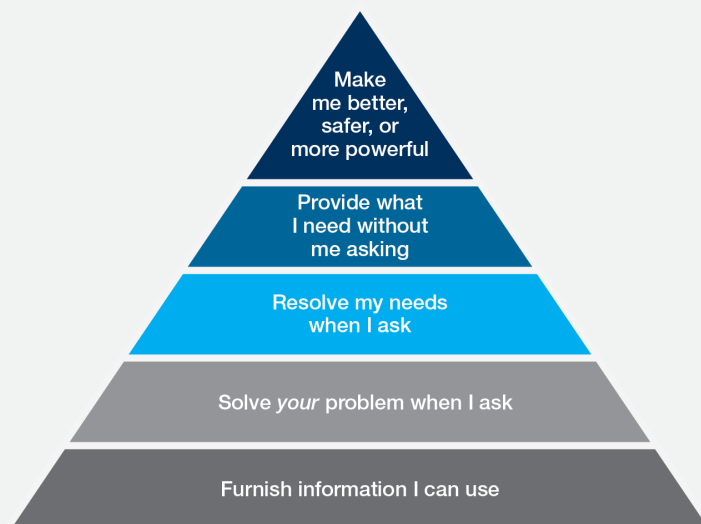 Make
me better,
safer, or
more powerful
Provide what
I need without
me asking
Resolve my needs
when I ask
Solve your problem when I ask
Furnish information I can use